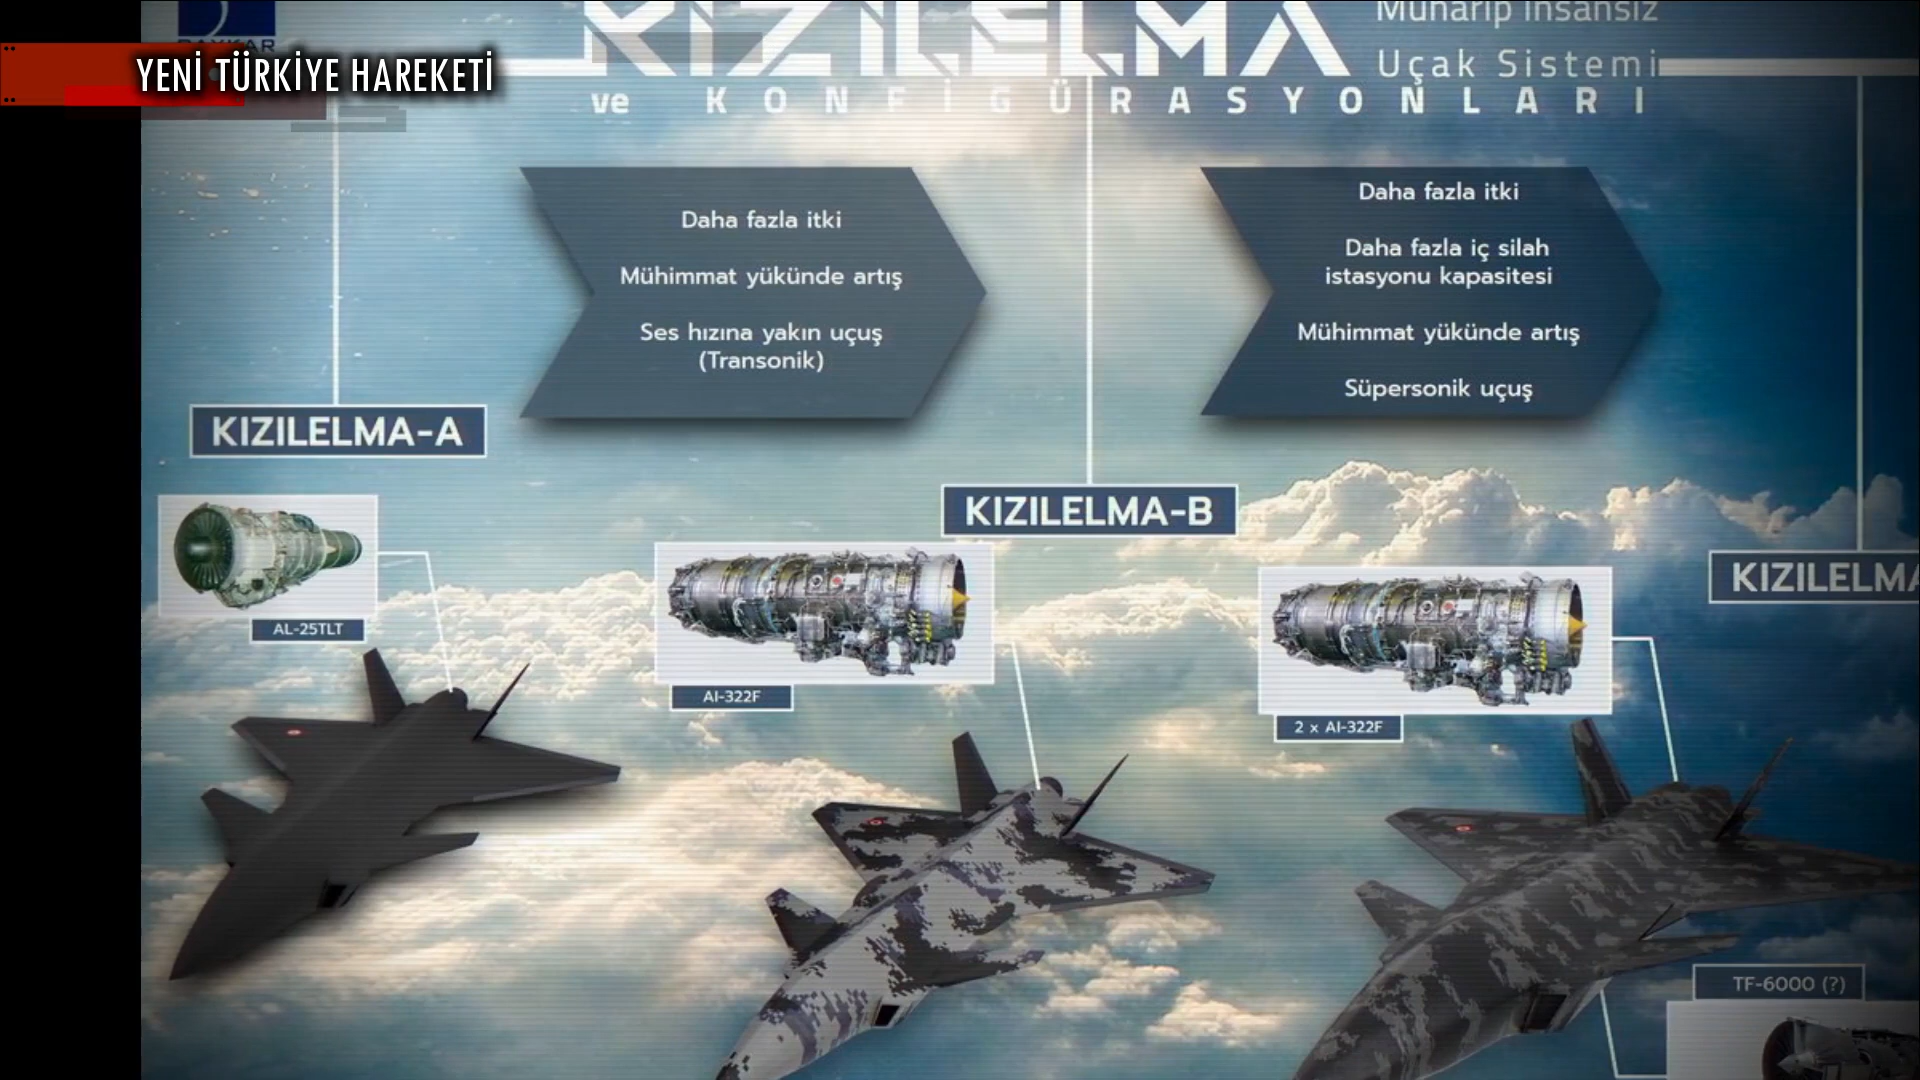 BAYKAR
YENİ TÜRKİYE HAREKETİ
KIZILELMA
Muharip İnsansız
Uçak Sistemi
ve KONFİGÜRASYONLARI
Daha fazla itki
Mühimmat yükünde artış
Ses hızına yakın uçuş
(Transonik)
Daha fazla itki
Daha fazla iç silah
istasyonu kapasitesi
Mühimmat yükünde artış
Süpersonik uçuş
KIZILELMA-A
KIZILELMA-B
KIZILELMA
AL-25TLT
AI-322F
2 x AI-322F
TF-6000 (?)